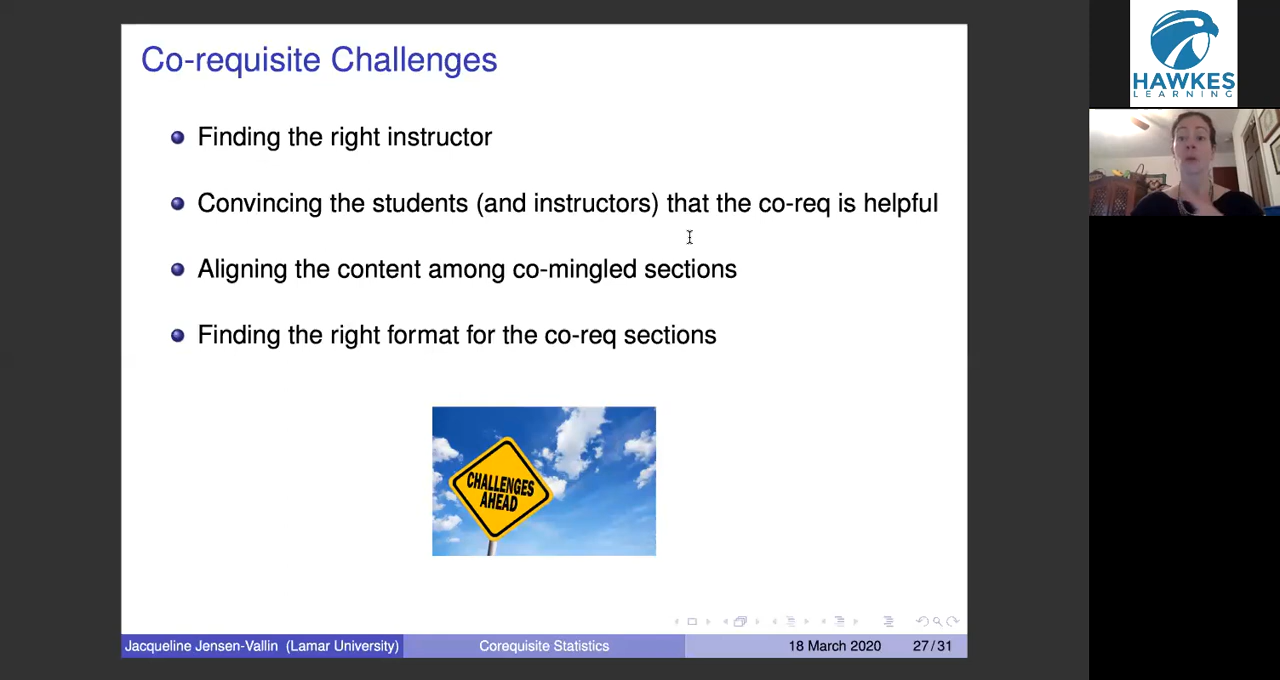 Co-requisite Challenges
Finding the right instructor
Convincing the students (and instructors) that the co-req is helpful
Aligning the content among co-mingled sections
Finding the right format for the co-req sections
CHALLENGES
AHEAD
Jacqueline Jensen-Vallin (Lamar University)
Corequisite Statistics
18 March 2020
27/31
HAWKES
LEARNING